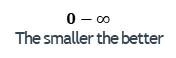 0 – ∞
The smaller the better